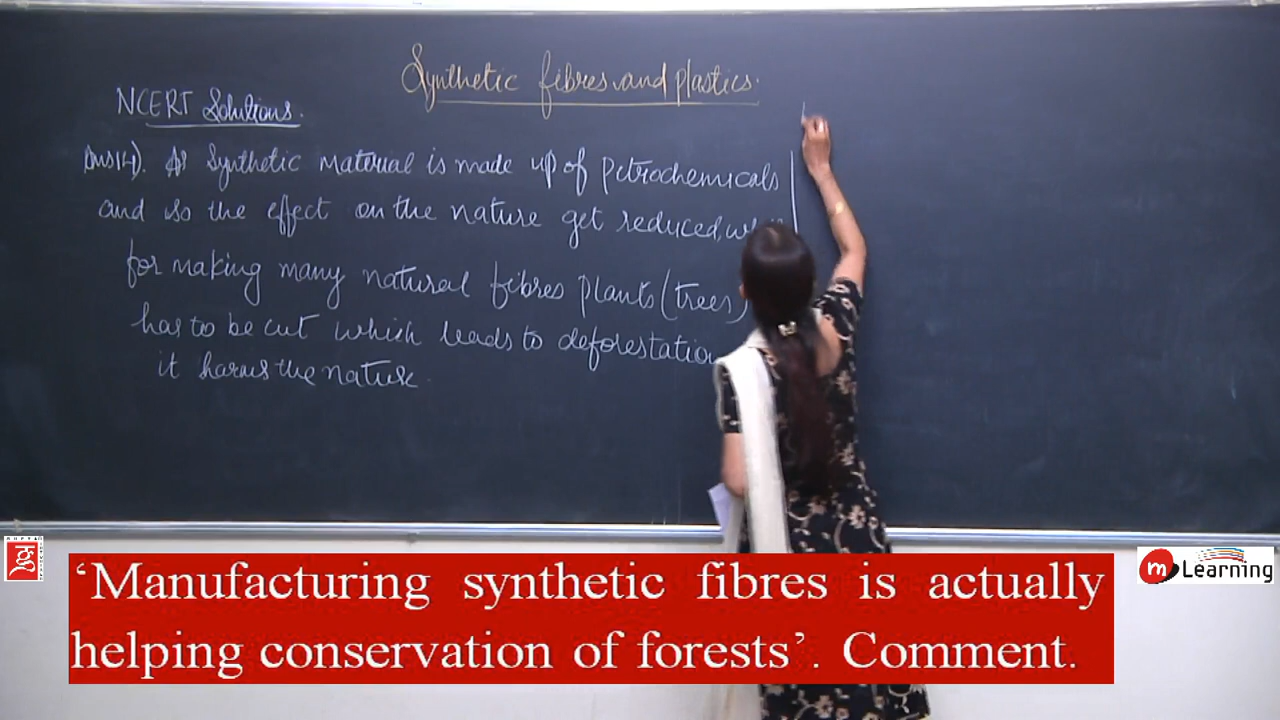 Synthetic fibres and plastics.
NCERT Solutions.
Ans14). Synthetic material is made up of petrochemicals
and so the effect on the nature get reduced,
for making many natural fibres plants (trees)
has to be cut which leads to deforestation
it harms the nature.
‘Manufacturing synthetic fibres is actually
helping conservation of forests’. Comment.
m Learning